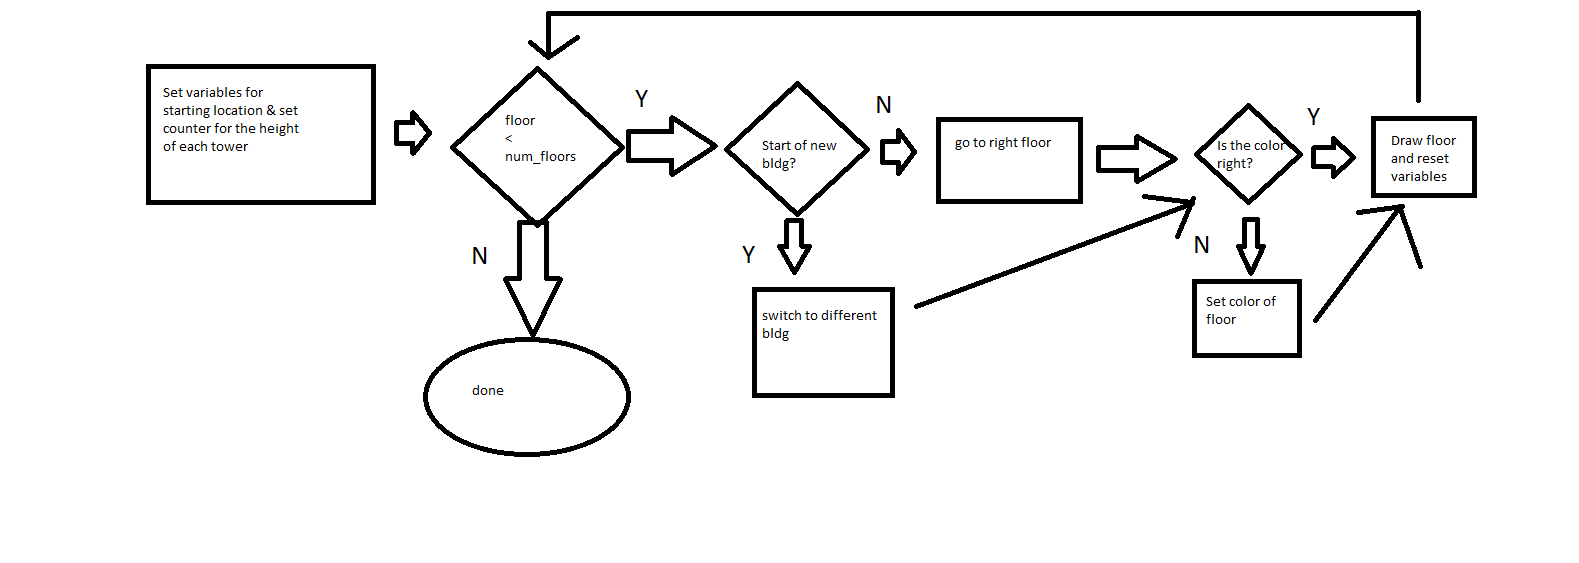 Set variables for
starting location & set
counter for the height
of each tower
floor
<
num_floors
Y
N
done
Start of new
bldg?
N
Y
switch to different
bldg
go to right floor
Is the color
right?
Y
N
Set color of
floor
Draw floor
and reset
variables